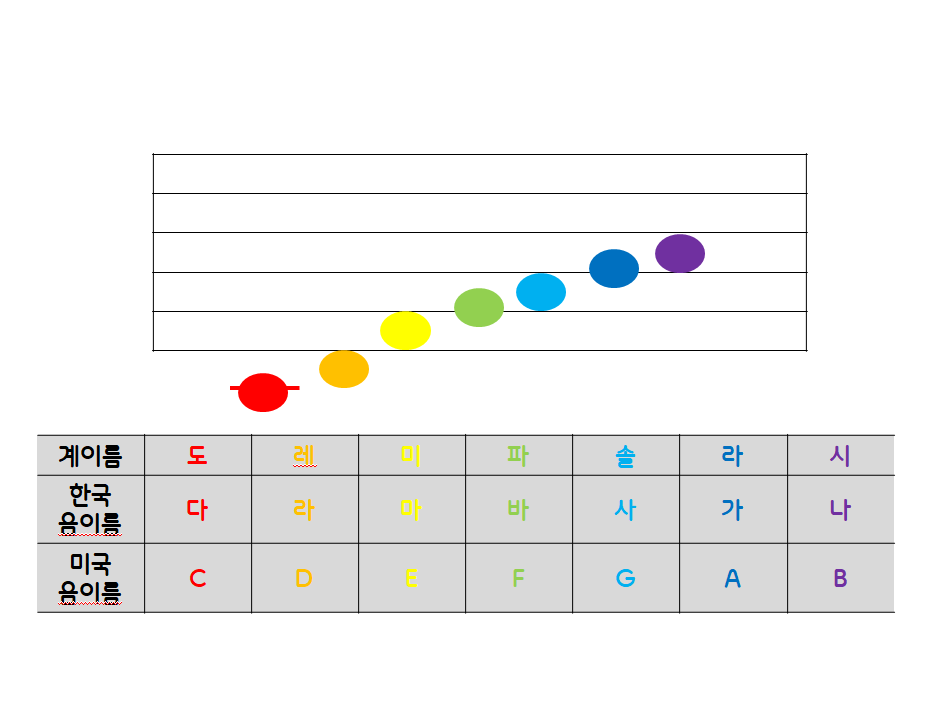 계이름 도 레 미 파 솔 라 시
한국
음이름 다 라 마 바 사 가 나
미국
음이름 C D E F G A B